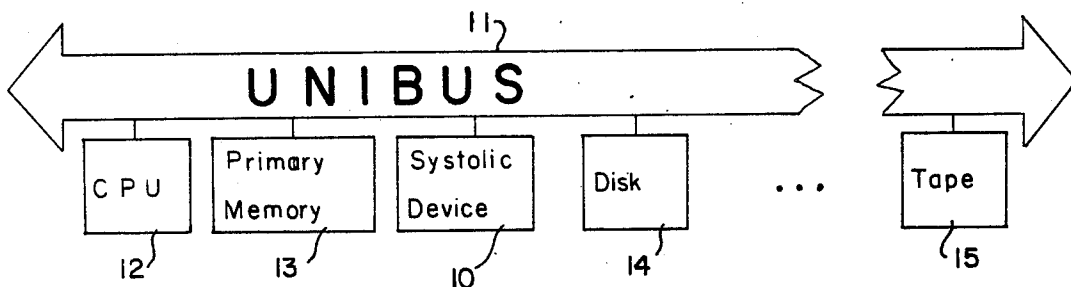 11
UNIBUS
CPU
Primary
Memory
Systolic
Device
Disk
...
Tape
12
13
10
14
15